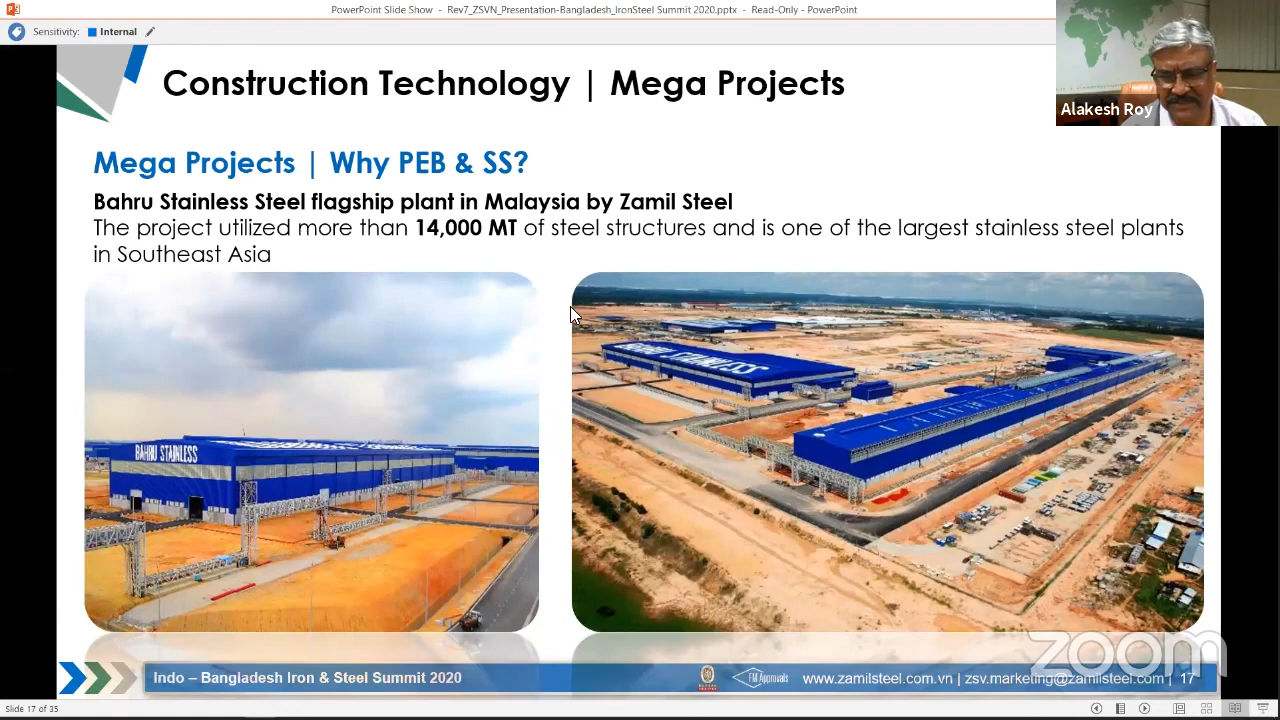 PowerPoint Slide Show - Rev7_ZSVN_Presentation-Bangladesh_IronSteel Summit 2020.pptx - Read-Only - PowerPoint
Sensitivity: Internal
Construction Technology | Mega Projects
Alakesh Roy
Mega Projects | Why PEB & SS?
Bahru Stainless Steel flagship plant in Malaysia by Zamil Steel
The project utilized more than 14,000 MT of steel structures and is one of the largest stainless steel plants
in Southeast Asia
BAHRU STAINLESS
BAHRU STAINLESS
zoom
Indo – Bangladesh Iron & Steel Summit 2020
FM Approvals
www.zamilsteel.com.vn | zsv.marketing@zamilsteel.com | 17
Slide 17 of 35